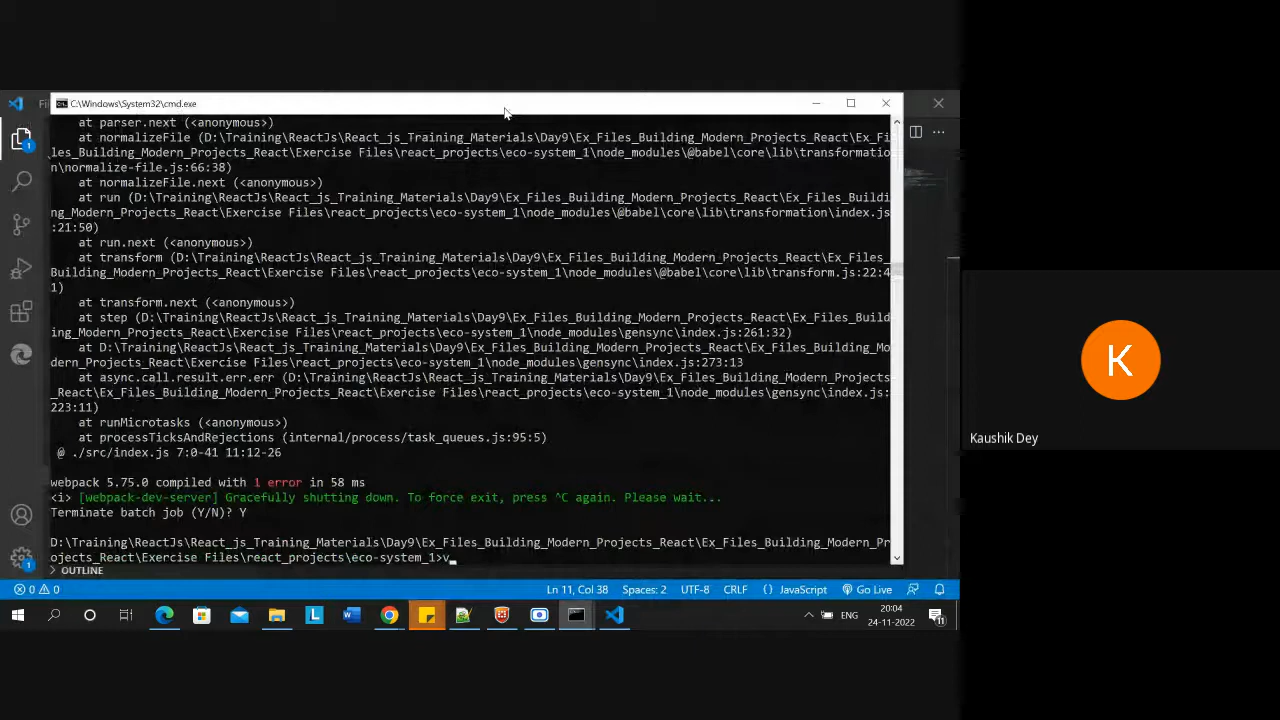 C:\Windows\System32\cmd.exe
at parser.next (<anonymous>)
at normalizeFile (D:\Training\ReactJs\React_js_Training_Materials\Day9\Ex_Files_Building_Modern_Projects_React\Ex_Fi
les_Building_Modern_Projects_React\Exercise Files\react_projects\eco-system_1\node_modules\@babel\core\lib\transformatio
n\normalize-file.js:66:38)
at normalizeFile.next (<anonymous>)
at run (D:\Training\ReactJs\React_js_Training_Materials\Day9\Ex_Files_Building_Modern_Projects_React\Ex_Files_Buildi
ng_Modern_Projects_React\Exercise Files\react_projects\eco-system_1\node_modules\@babel\core\lib\transformation\index.js
:21:50)
at run.next (<anonymous>)
at transform (D:\Training\ReactJs\React_js_Training_Materials\Day9\Ex_Files_Building_Modern_Projects_React\Ex_Files_
Building_Modern_Projects_React\Exercise Files\react_projects\eco-system_1\node_modules\@babel\core\lib\transform.js:22:4
1)
at transform.next (<anonymous>)
at step (D:\Training\ReactJs\React_js_Training_Materials\Day9\Ex_Files_Building_Modern_Projects_React\Ex_Files_Build
ing_Modern_Projects_React\Exercise Files\react_projects\eco-system_1\node_modules\gensync\index.js:261:32)
at D:\Training\ReactJs\React_js_Training_Materials\Day9\Ex_Files_Building_Modern_Projects_React\Ex_Files_Building_Mo
dern_Projects_React\Exercise Files\react_projects\eco-system_1\node_modules\gensync\index.js:273:13
at async.call.result.err.err (D:\Training\ReactJs\React_js_Training_Materials\Day9\Ex_Files_Building_Modern_Projects
_React\Ex_Files_Building_Modern_Projects_React\Exercise Files\react_projects\eco-system_1\node_modules\gensync\index.js:
223:11)
at runMicrotasks (<anonymous>)
at processTicksAndRejections (internal/process/task_queues.js:95:5)
@ ./src/index.js 7:0-41 11:12-26
webpack 5.75.0 compiled with 1 error in 58 ms
<i> [webpack-dev-server] Gracefully shutting down. To force exit, press ^C again. Please wait...
Terminate batch job (Y/N)? Y
D:\Training\ReactJs\React_js_Training_Materials\Day9\Ex_Files_Building_Modern_Projects_React\Ex_Files_Building_Modern_Pr
ojects_React\Exercise Files\react_projects\eco-system_1>v_
OUTLINE
0 0 Ln 11, Col 38 Spaces: 2 UTF-8 CRLF {} JavaScript Go Live
ENG 20:04
24-11-2022
K
Kaushik Dey